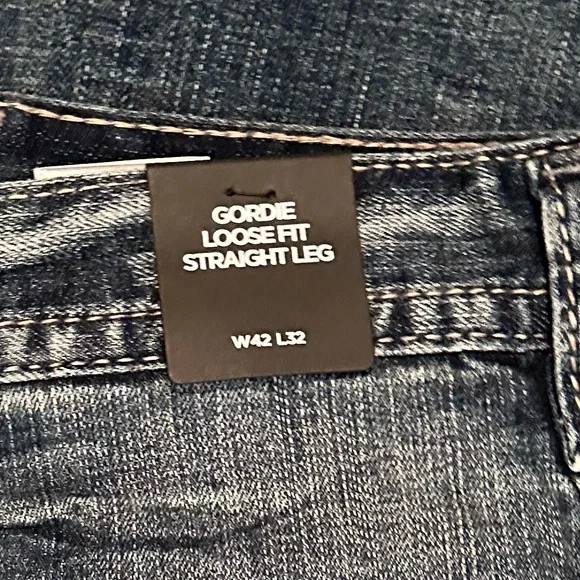 GORDIE
LOOSE FIT
STRAIGHT LEG
W42 L32